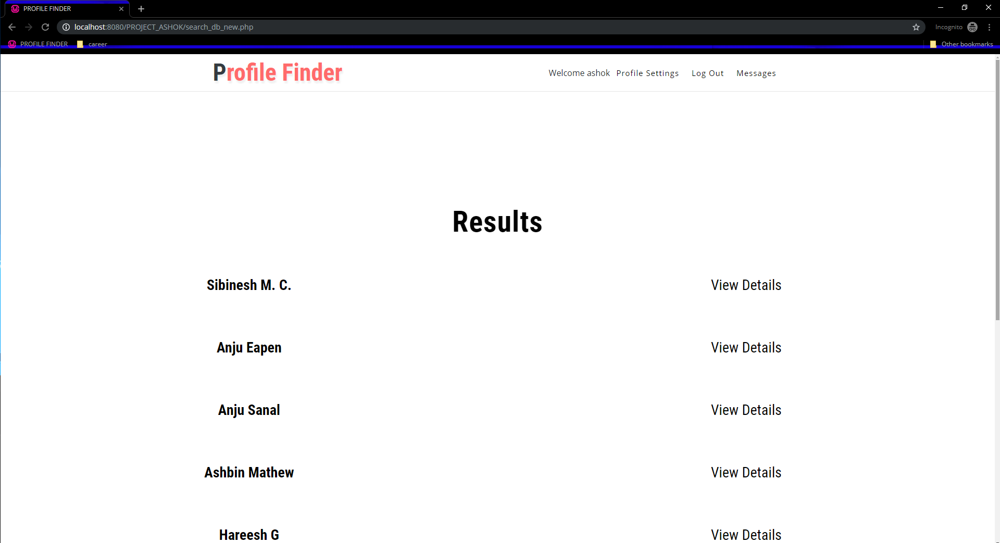 PROFILE FINDER
localhost:8080/PROJECT_ASHOK/search_db_new.php
Incognito
PROFILE FINDER
career
Other bookmarks
Profile Finder
Welcome ashok Profile Settings Log Out Messages
Results
Sibinesh M. C. View Details
Anju Eapen View Details
Anju Sanal View Details
Ashbin Mathew View Details
Hareesh G View Details